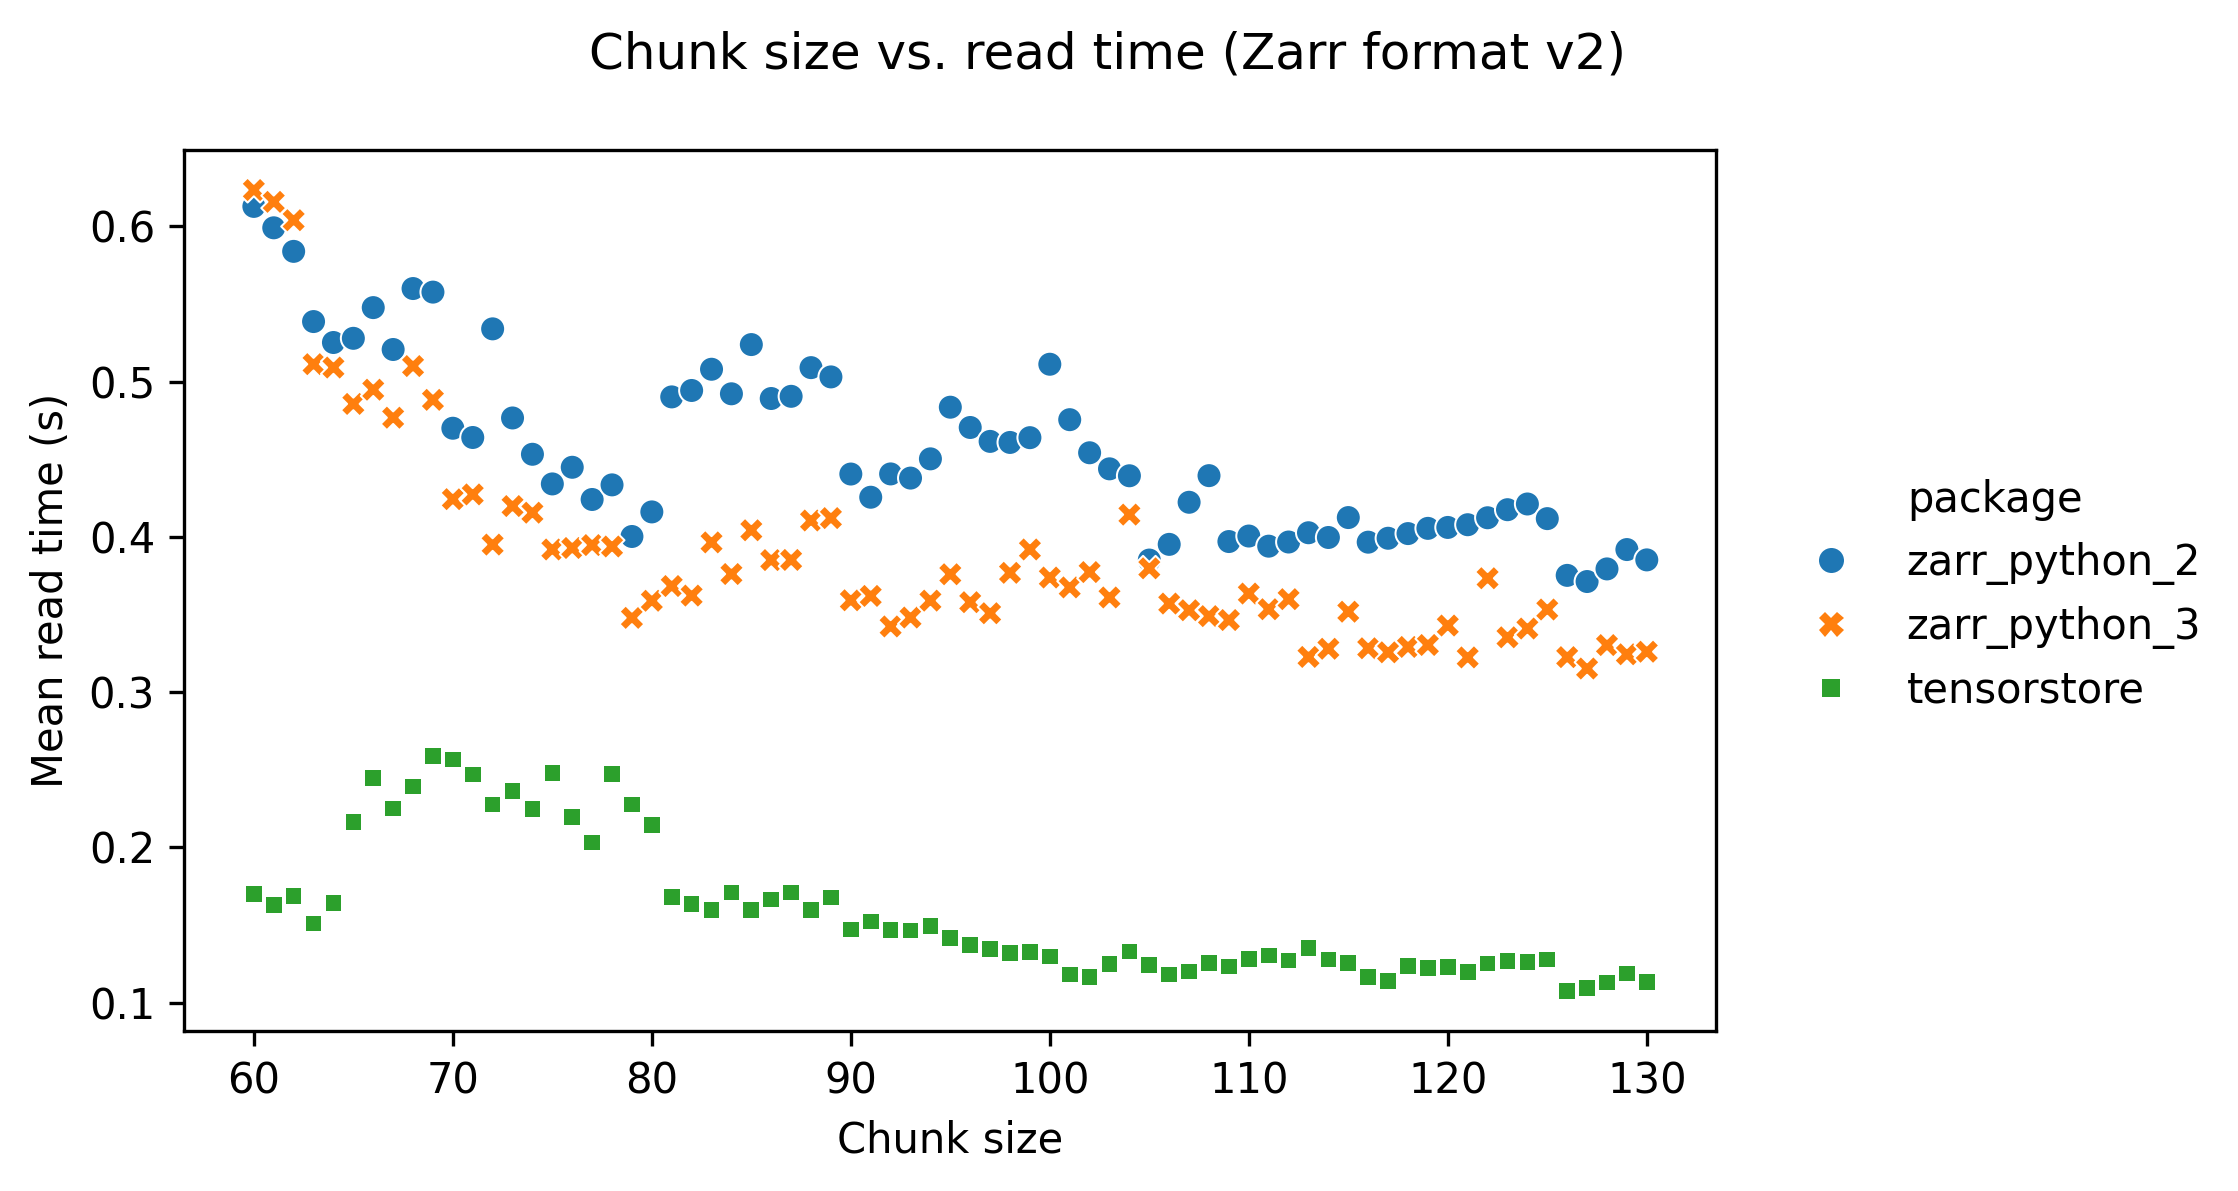 Chunk size vs. read time (Zarr format v2)
Mean read time (s)
0.6
0.5
0.4
0.3
0.2
0.1
60 70 80 90 100 110 120 130
Chunk size
package
zarr_python_2
zarr_python_3
tensorstore